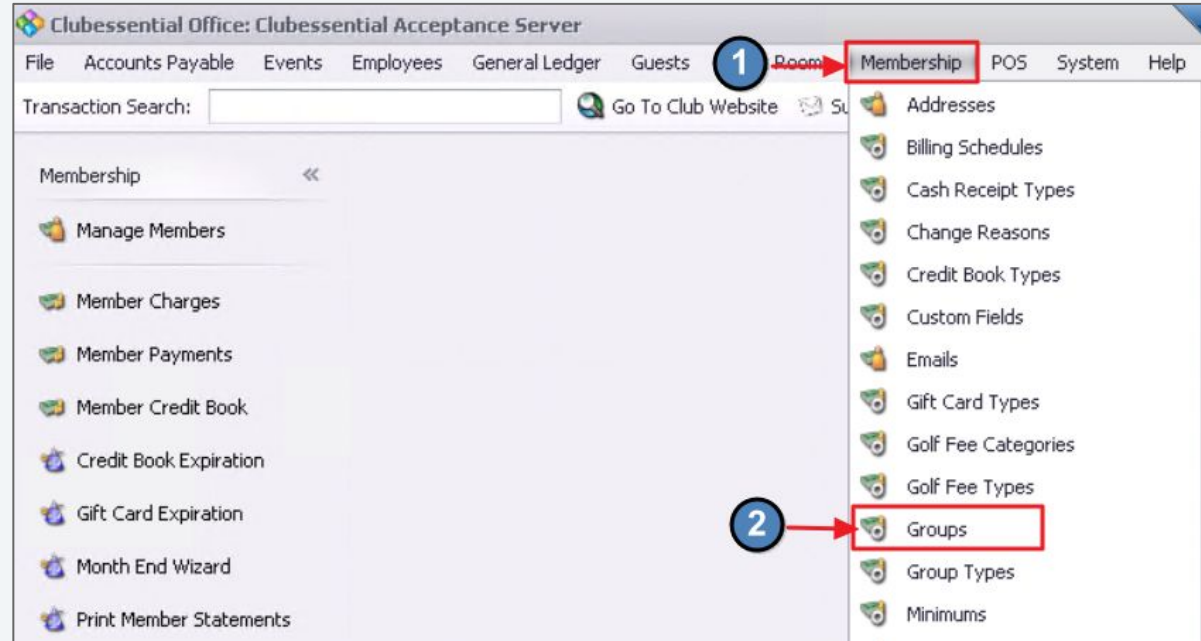 Clubessential Office: Clubessential Acceptance Server
File Accounts Payable Events Employees General Ledger Guests 1 Room Membership POS System Help
Transaction Search: Go To Club Website Su
Membership
Manage Members
Member Charges
Member Payments
Member Credit Book
Credit Book Expiration
Gift Card Expiration
Month End Wizard
Print Member Statements
Addresses
Billing Schedules
Cash Receipt Types
Change Reasons
Credit Book Types
Custom Fields
Emails
Gift Card Types
Golf Fee Categories
Golf Fee Types
2 Groups
Group Types
Minimums